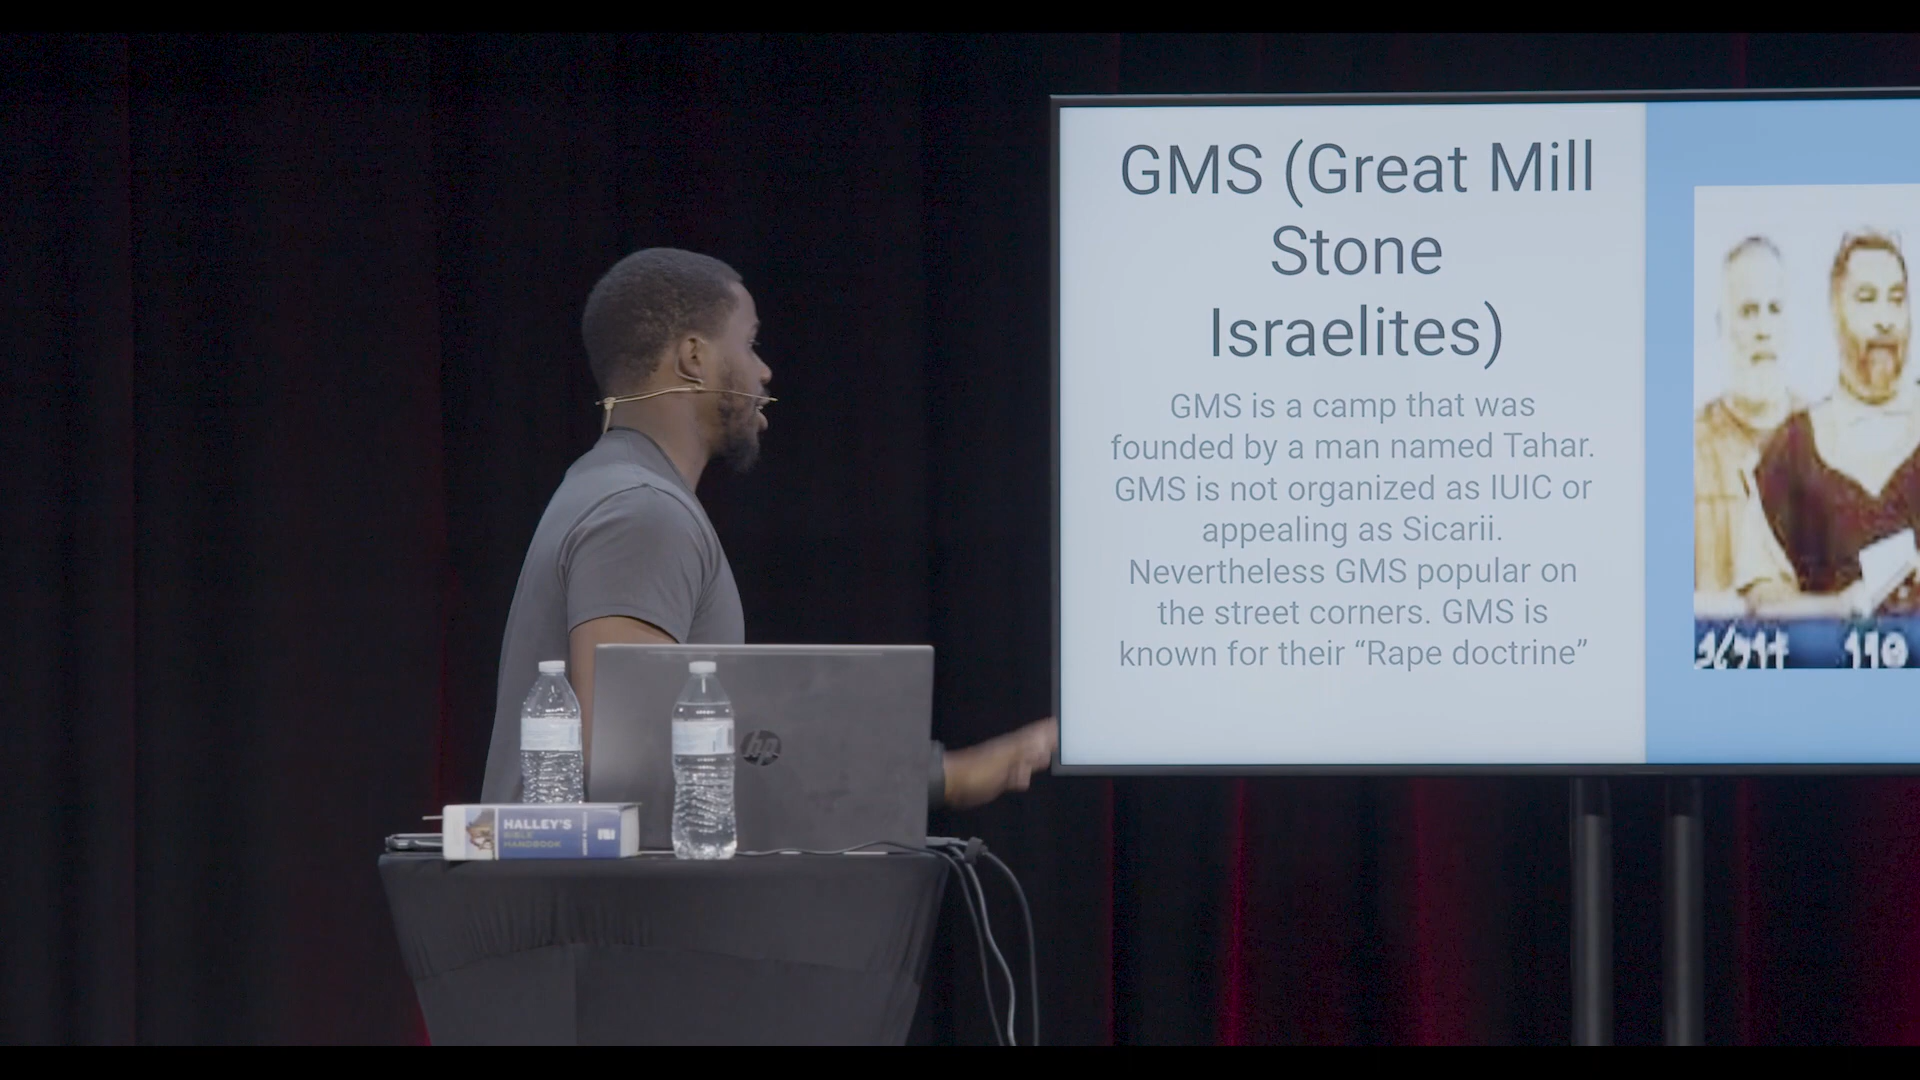 GMS (Great Mill
Stone
Israelites)
GMS is a camp that was
founded by a man named Tahar.
GMS is not organized as IUIC or
appealing as Sicarii.
Nevertheless GMS popular on
the street corners. GMS is
known for their “Rape doctrine”
hp
HALLEY'S
BIBLE
HANDBOOK